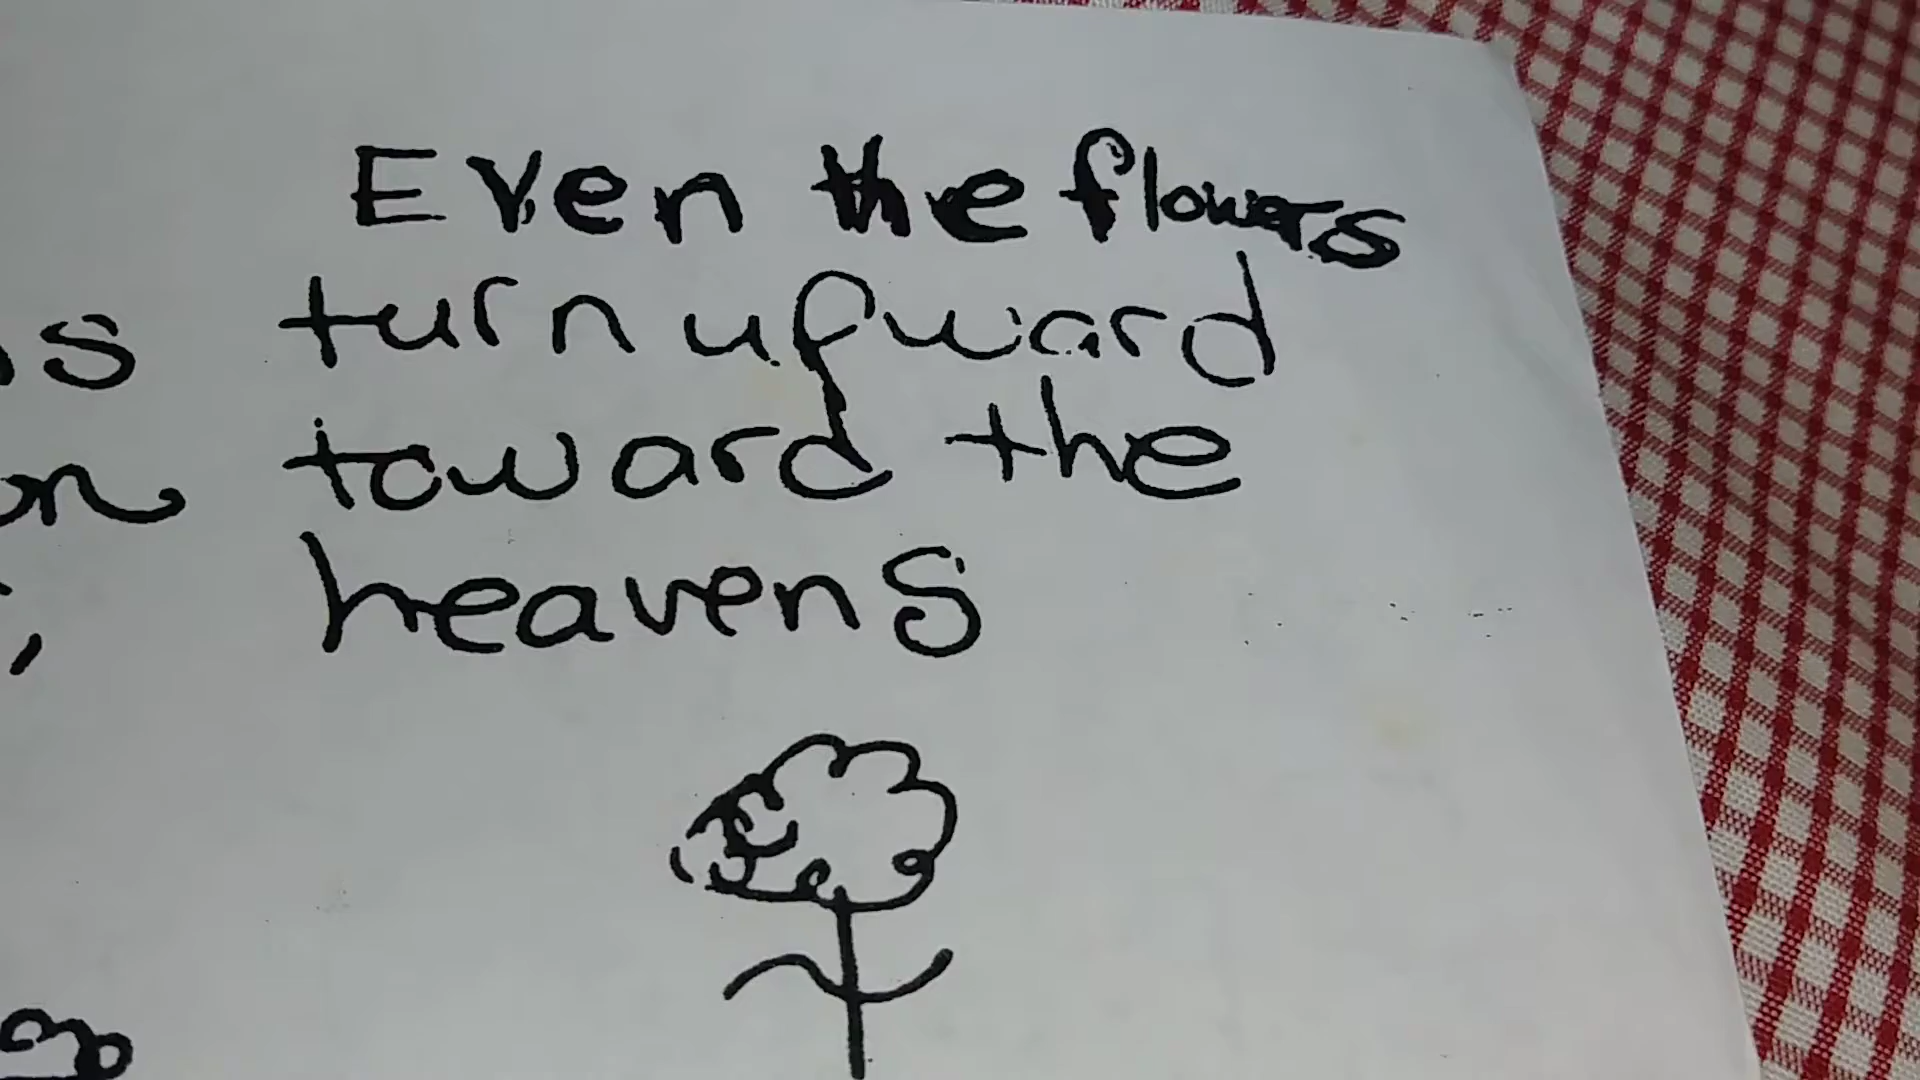 Even the flowers
turn upward
toward the
heavens